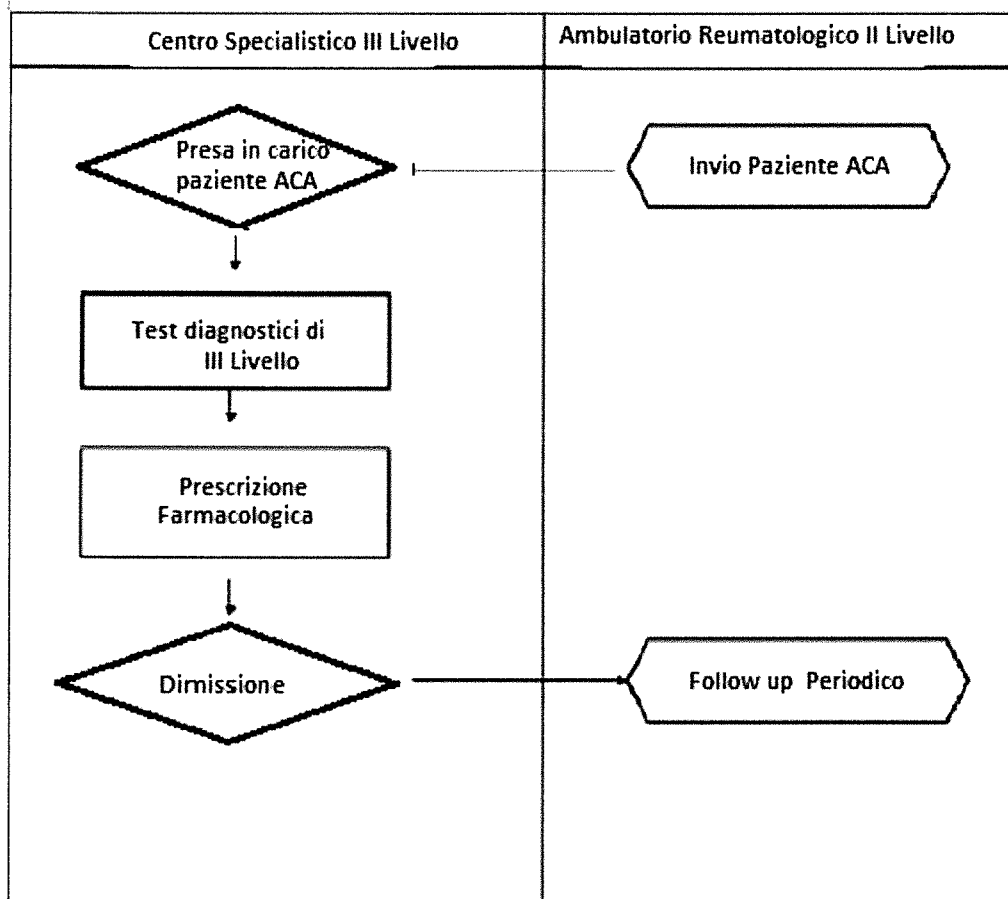 Centro Specialistico III Livello
Ambulatorio Reumatologico II Livello
Presa in carico
paziente ACA
Invio Paziente ACA
Test diagnostici di
III Livello
Prescrizione
Farmacologica
Dimissione
Follow up Periodico